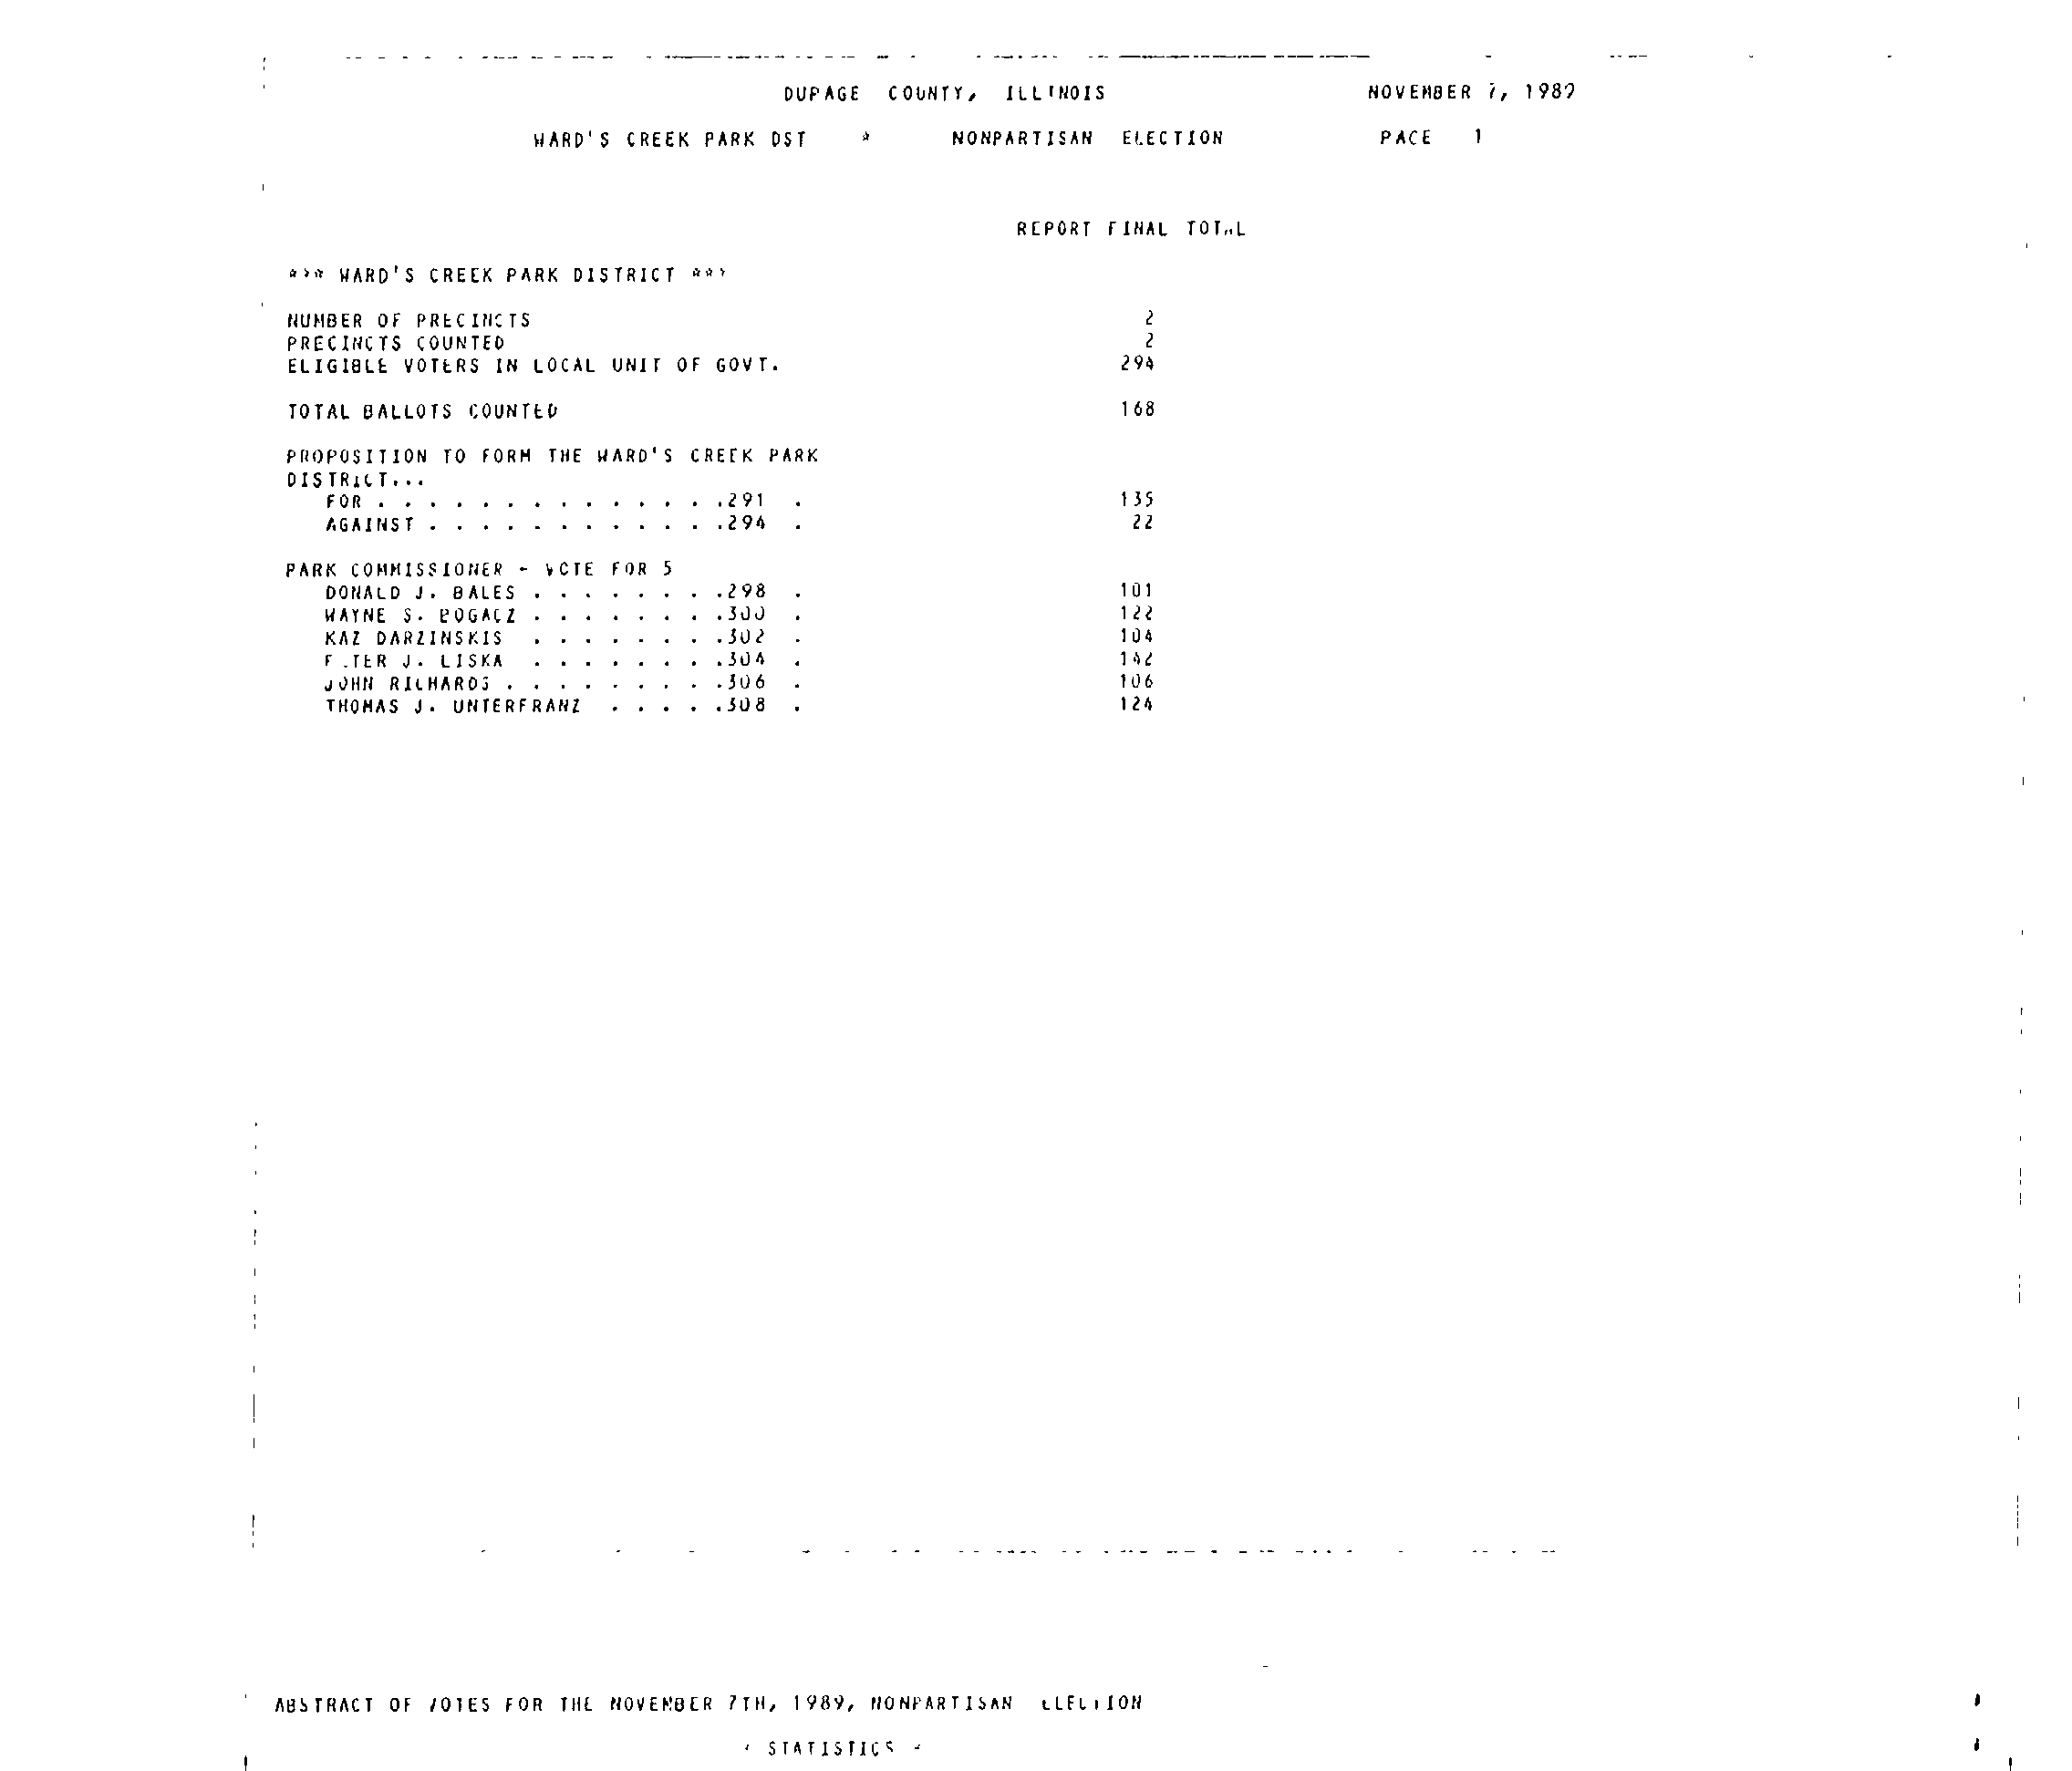 DUPAGE COUNTY, ILLINOIS NOVEMBER 7, 1989
WARD'S CREEK PARK DST * NONPARTISAN ELECTION PAGE 1
REPORT FINAL TOTAL
*** WARD'S CREEK PARK DISTRICT ***
NUMBER OF PRECINCTS 2
PRECINCTS COUNTED 2
ELIGIBLE VOTERS IN LOCAL UNIT OF GOVT. 294
TOTAL BALLOTS COUNTED 168
PROPOSITION TO FORM THE WARD'S CREEK PARK
DISTRICT...
FOR . . . . . . . . . . . . . .291 . 135
AGAINST . . . . . . . . . . . .294 . 22
PARK COMMISSIONER - VOTE FOR 5
DONALD J. BALES . . . . . . . .298 . 101
WAYNE S. BOGACZ . . . . . . . .300 . 122
KAZ DARZINSKIS . . . . . . . .302 . 104
J. LISKA . . . . . . . .304 . 142
JOHN RICHARDS . . . . . . . . .306 . 106
THOMAS J. UNTERFRANZ . . . . .308 . 124
ABSTRACT OF VOTES FOR THE NOVEMBER 7TH, 1989, NONPARTISAN ELECTION
* STATISTICS *